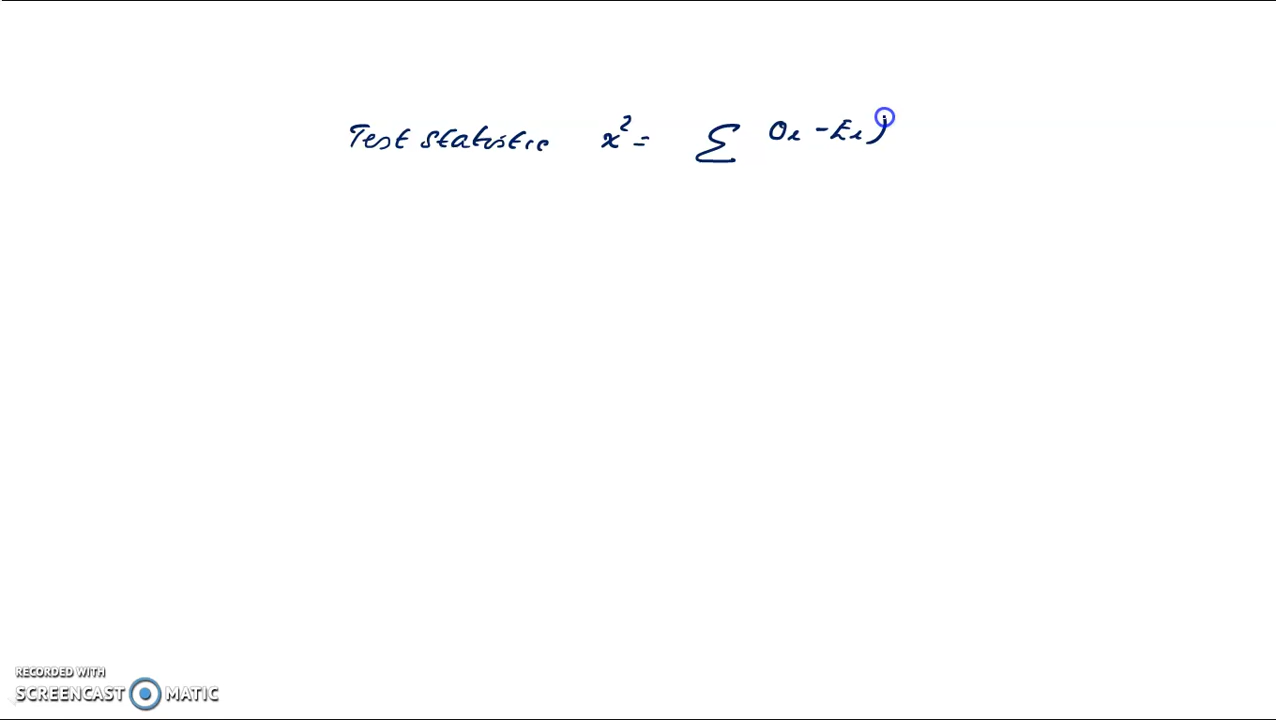 Test Statistic x² = Σ Oi - Ei)
RECORDED WITH
SCREENCAST MATIC